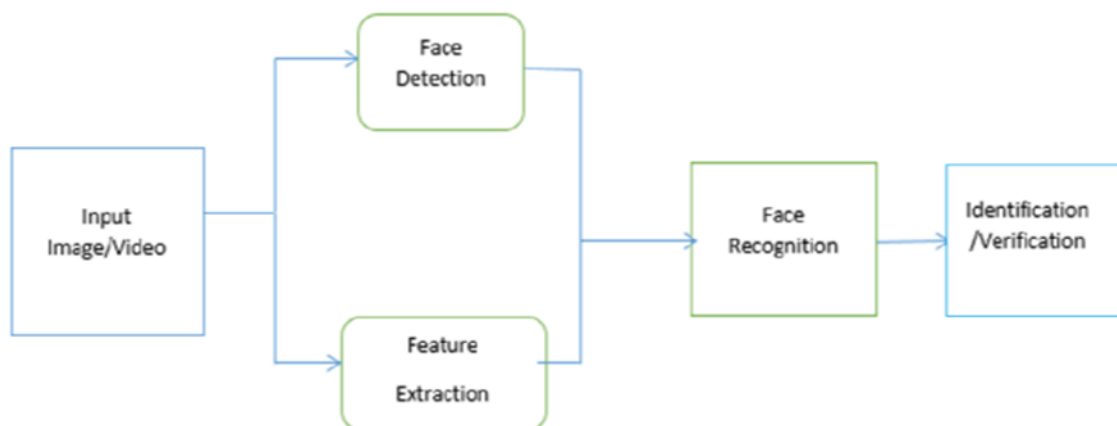 Face
Detection
Input
Image/Video
Face
Recognition
Identification
/Verification
Feature
Extraction